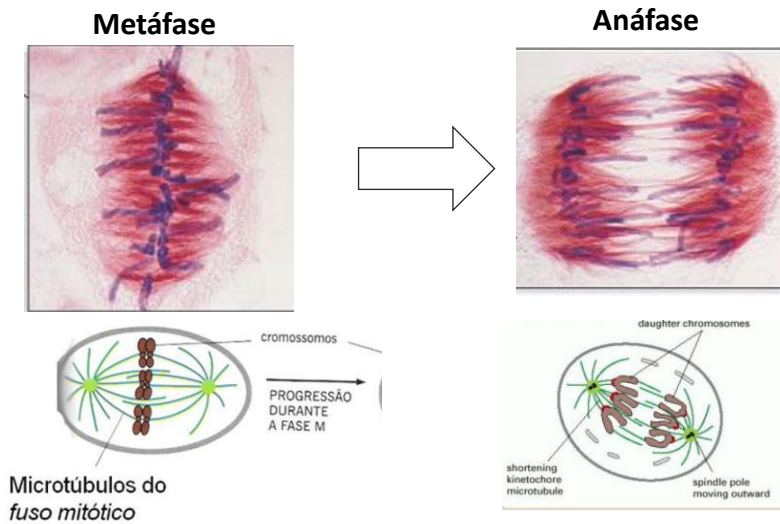 Metáfase
Anáfase
cromossomos
PROGRESSÃO
DURANTE
A FASE M
Microtúbulos do
fuso mitótico
daughter chromosomes
shortening
kinetochore
microtubule
spindle pole
moving outward